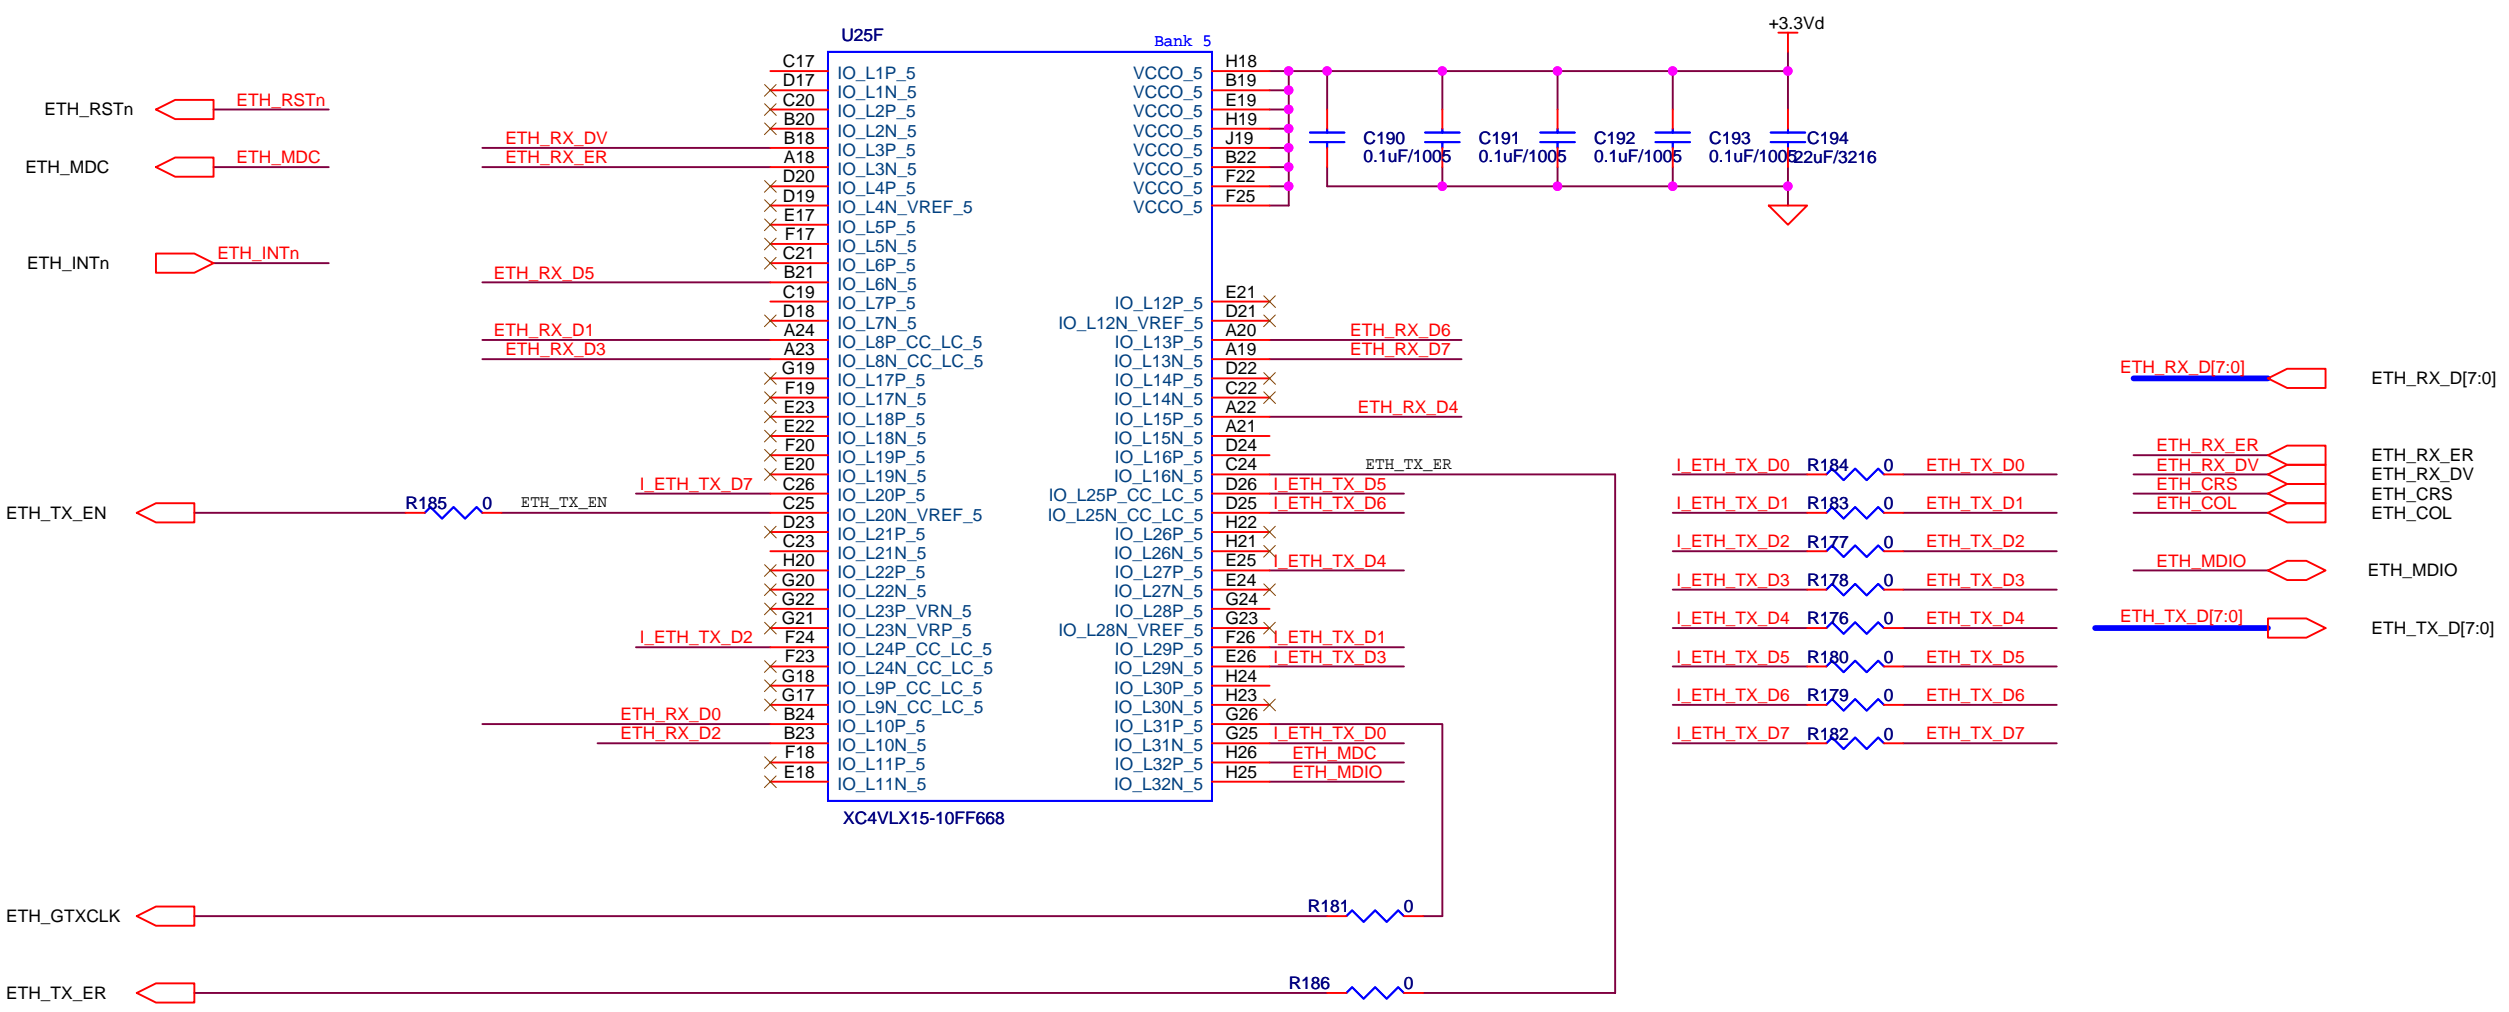 +3.3Vd
U25F
Bank 5
ETH_RSTn
ETH_RSTn
ETH_MDC
ETH_MDC
ETH_INTn
ETH_INTn
ETH_TX_EN
R185
0
ETH_TX_EN
ETH_GTXCLK
R181
0
ETH_TX_ER
R186
0
C17 IO_L1P_5
D17 IO_L1N_5
C20 IO_L2P_5
B20 IO_L2N_5
ETH_RX_DV B18 IO_L3P_5
ETH_RX_ER A18 IO_L3N_5
D20 IO_L4P_5
D19 IO_L4N_VREF_5
E17 IO_L5P_5
F17 IO_L5N_5
C21 IO_L6P_5
ETH_RX_D5 B21 IO_L6N_5
C19 IO_L7P_5
D18 IO_L7N_5
ETH_RX_D1 A24 IO_L8P_CC_LC_5
ETH_RX_D3 A23 IO_L8N_CC_LC_5
G19 IO_L17P_5
F19 IO_L17N_5
E23 IO_L18P_5
E22 IO_L18N_5
F20 IO_L19P_5
E20 IO_L19N_5
I_ETH_TX_D7 C26 IO_L20P_5
C25 IO_L20N_VREF_5
D23 IO_L21P_5
C23 IO_L21N_5
H20 IO_L22P_5
G20 IO_L22N_5
G22 IO_L23P_VRN_5
G21 IO_L23N_VRP_5
I_ETH_TX_D2 F24 IO_L24P_CC_LC_5
F23 IO_L24N_CC_LC_5
G18 IO_L9P_CC_LC_5
G17 IO_L9N_CC_LC_5
ETH_RX_D0 B24 IO_L10P_5
ETH_RX_D2 B23 IO_L10N_5
F18 IO_L11P_5
E18 IO_L11N_5
XC4VLX15-10FF668
VCCO_5 H18
VCCO_5 B19
VCCO_5 E19
VCCO_5 H19
VCCO_5 J19
VCCO_5 B22
VCCO_5 F22
VCCO_5 F25
IO_L12P_5 E21
IO_L12N_VREF_5 D21
IO_L13P_5 A20 ETH_RX_D6
IO_L13N_5 A19 ETH_RX_D7
IO_L14P_5 D22
IO_L14N_5 C22
IO_L15P_5 A22 ETH_RX_D4
IO_L15N_5 A21
IO_L16P_5 D24
IO_L16N_5 C24 ETH_TX_ER
IO_L25P_CC_LC_5 D26 I_ETH_TX_D5
IO_L25N_CC_LC_5 D25 I_ETH_TX_D6
IO_L26P_5 H22
IO_L26N_5 H21
IO_L27P_5 E25 I_ETH_TX_D4
IO_L27N_5 E24
IO_L28P_5 G24
IO_L28N_VREF_5 G23
IO_L29P_5 F26 I_ETH_TX_D1
IO_L29N_5 E26 I_ETH_TX_D3
IO_L30P_5 H24
IO_L30N_5 H23
IO_L31P_5 G26
IO_L31N_5 G25 I_ETH_TX_D0
IO_L32P_5 H26 ETH_MDC
IO_L32N_5 H25 ETH_MDIO
C190
0.1uF/1005
C191
0.1uF/1005
C192
0.1uF/1005
C193
0.1uF/1005
C194
22uF/3216
I_ETH_TX_D0 R184 0 ETH_TX_D0
I_ETH_TX_D1 R183 0 ETH_TX_D1
I_ETH_TX_D2 R177 0 ETH_TX_D2
I_ETH_TX_D3 R178 0 ETH_TX_D3
I_ETH_TX_D4 R176 0 ETH_TX_D4
I_ETH_TX_D5 R180 0 ETH_TX_D5
I_ETH_TX_D6 R179 0 ETH_TX_D6
I_ETH_TX_D7 R182 0 ETH_TX_D7
ETH_RX_D[7:0] ETH_RX_D[7:0]
ETH_RX_ER ETH_RX_ER
ETH_RX_DV ETH_RX_DV
ETH_CRS ETH_CRS
ETH_COL ETH_COL
ETH_MDIO ETH_MDIO
ETH_TX_D[7:0] ETH_TX_D[7:0]